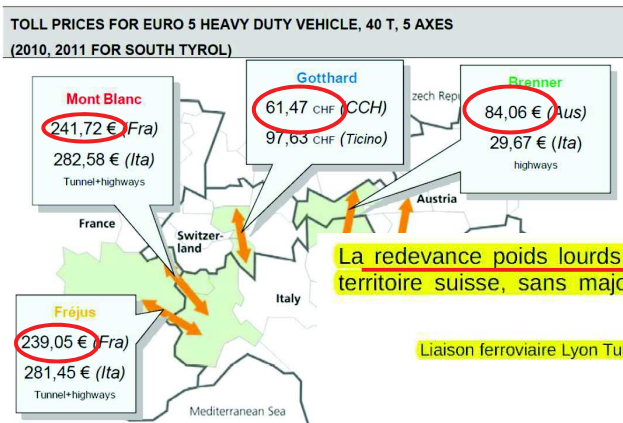 TOLL PRICES FOR EURO 5 HEAVY DUTY VEHICLE, 40 T, 5 AXES
(2010, 2011 FOR SOUTH TYROL)
Mont Blanc
241,72 € (Fra)
282,58 € (Ita)
Tunnel+highways
Gotthard
61,47 CHF (CCH)
97,63 CHF (Ticino)
Brenner
84,06 € (Aus)
29,67 € (Ita)
highways
zech Repu
Austria
France
Switzer-
land
Italy
La redevance poids lourds
territoire suisse, sans majo
Fréjus
239,05 € (Fra)
281,45 € (Ita)
Tunnel+highways
Liaison ferroviaire Lyon Tu
Mediterranean Sea